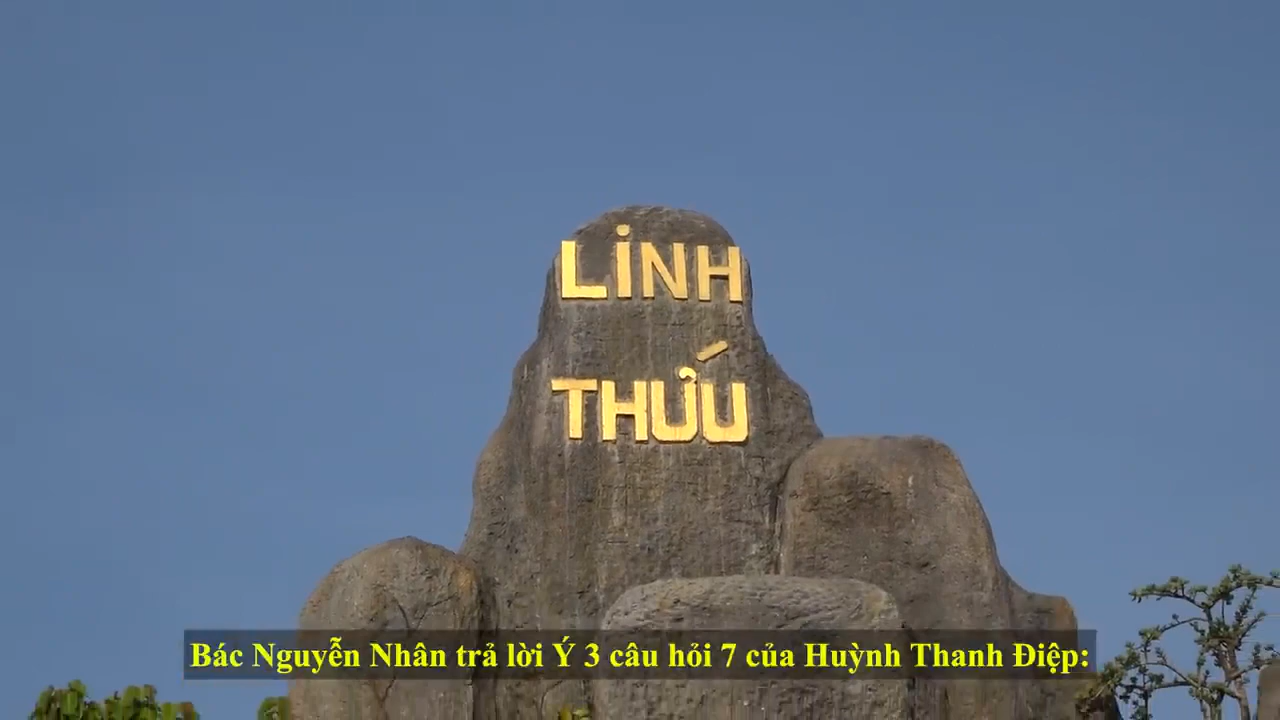 LINH
THỨU
Bác Nguyễn Nhân trả lời Ý 3 câu hỏi 7 của Huỳnh Thanh Điệp: